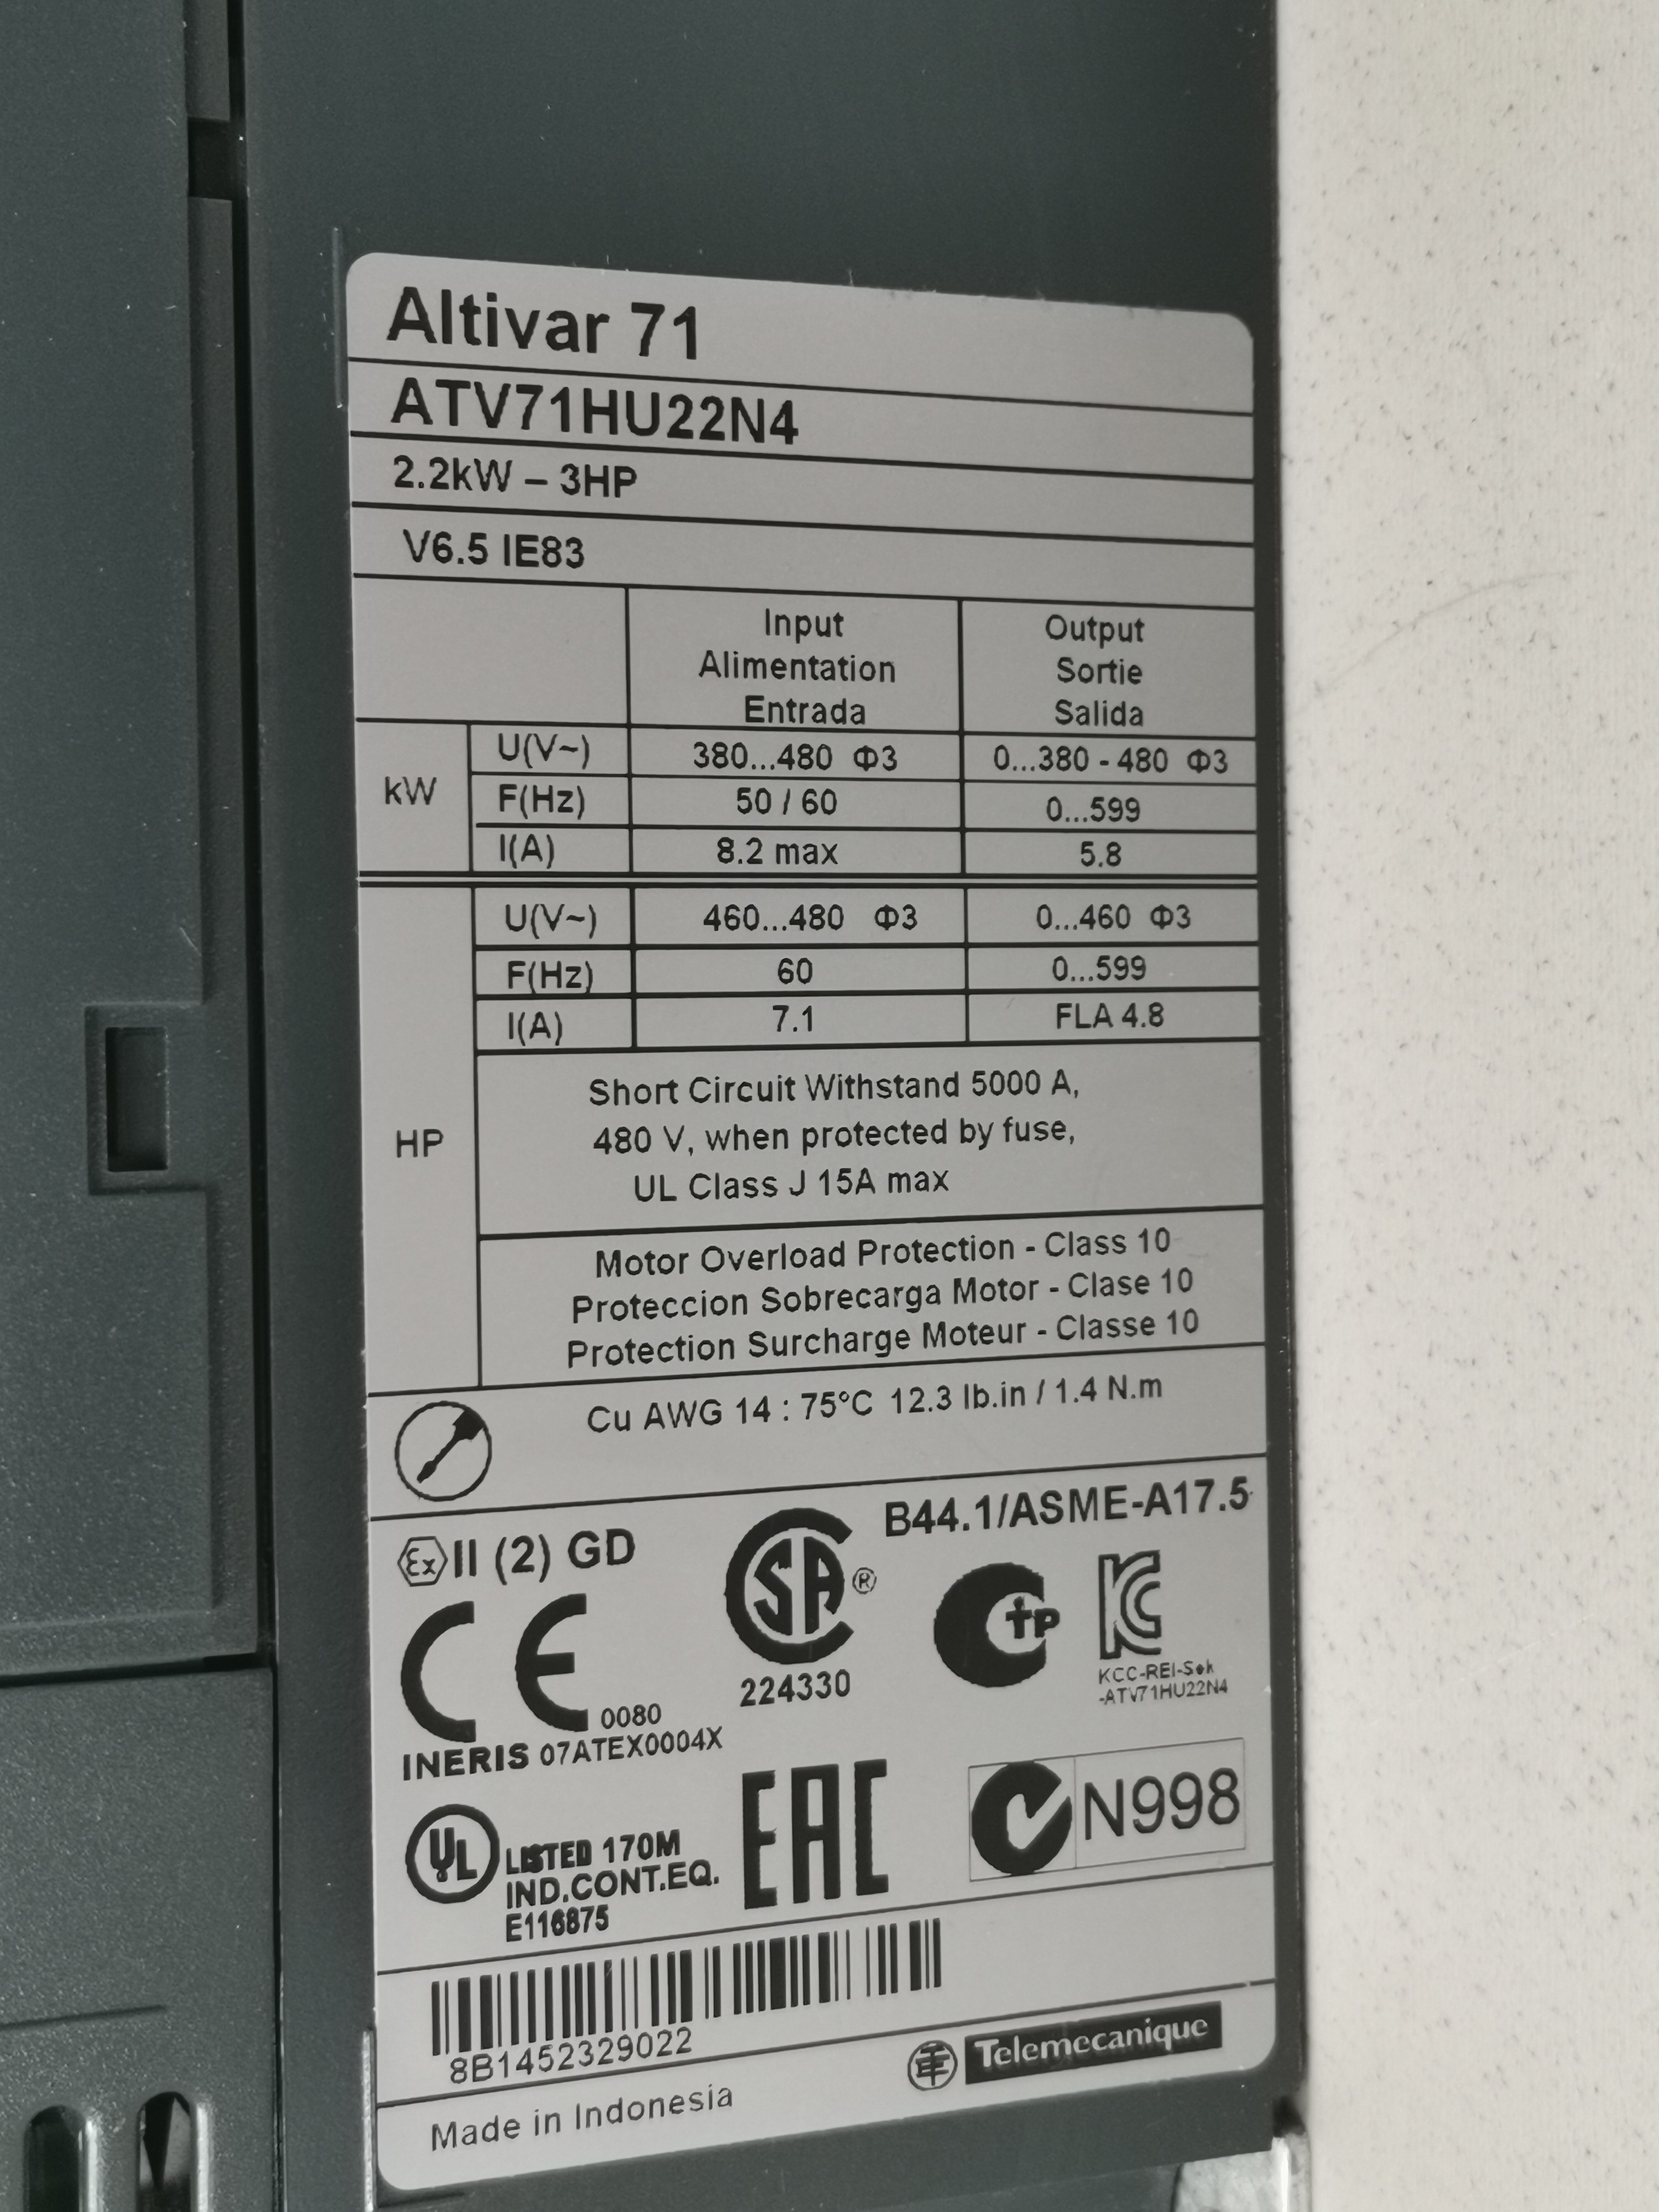 Altivar 71
ATV71HU22N4
2.2kW – 3HP
V6.5 IE83
Input Output
Alimentation Sortie
Entrada Salida
kW
U(V~) 380...480 Φ3 0...380 - 480 Φ3
F(Hz) 50 / 60 0...599
I(A) 8.2 max 5.8
HP
U(V~) 460...480 Φ3 0...460 Φ3
F(Hz) 60 0...599
I(A) 7.1 FLA 4.8
Short Circuit Withstand 5000 A,
480 V, when protected by fuse,
UL Class J 15A max
Motor Overload Protection - Class 10
Proteccion Sobrecarga Motor - Clase 10
Protection Surcharge Moteur - Classe 10
Cu AWG 14 : 75°C 12.3 lb.in / 1.4 N.m
Ex II (2) GD
CE 0080
INERIS 07ATEX0004X
SA ®
224330
B44.1/ASME-A17.5
CтP
KC
KCC-REI-Sek
-ATV71HU22N4
UL LISTED 170M
IND.CONT.EQ.
E116875
EAC
N998
8B1452329022
Made in Indonesia
Telemecanique